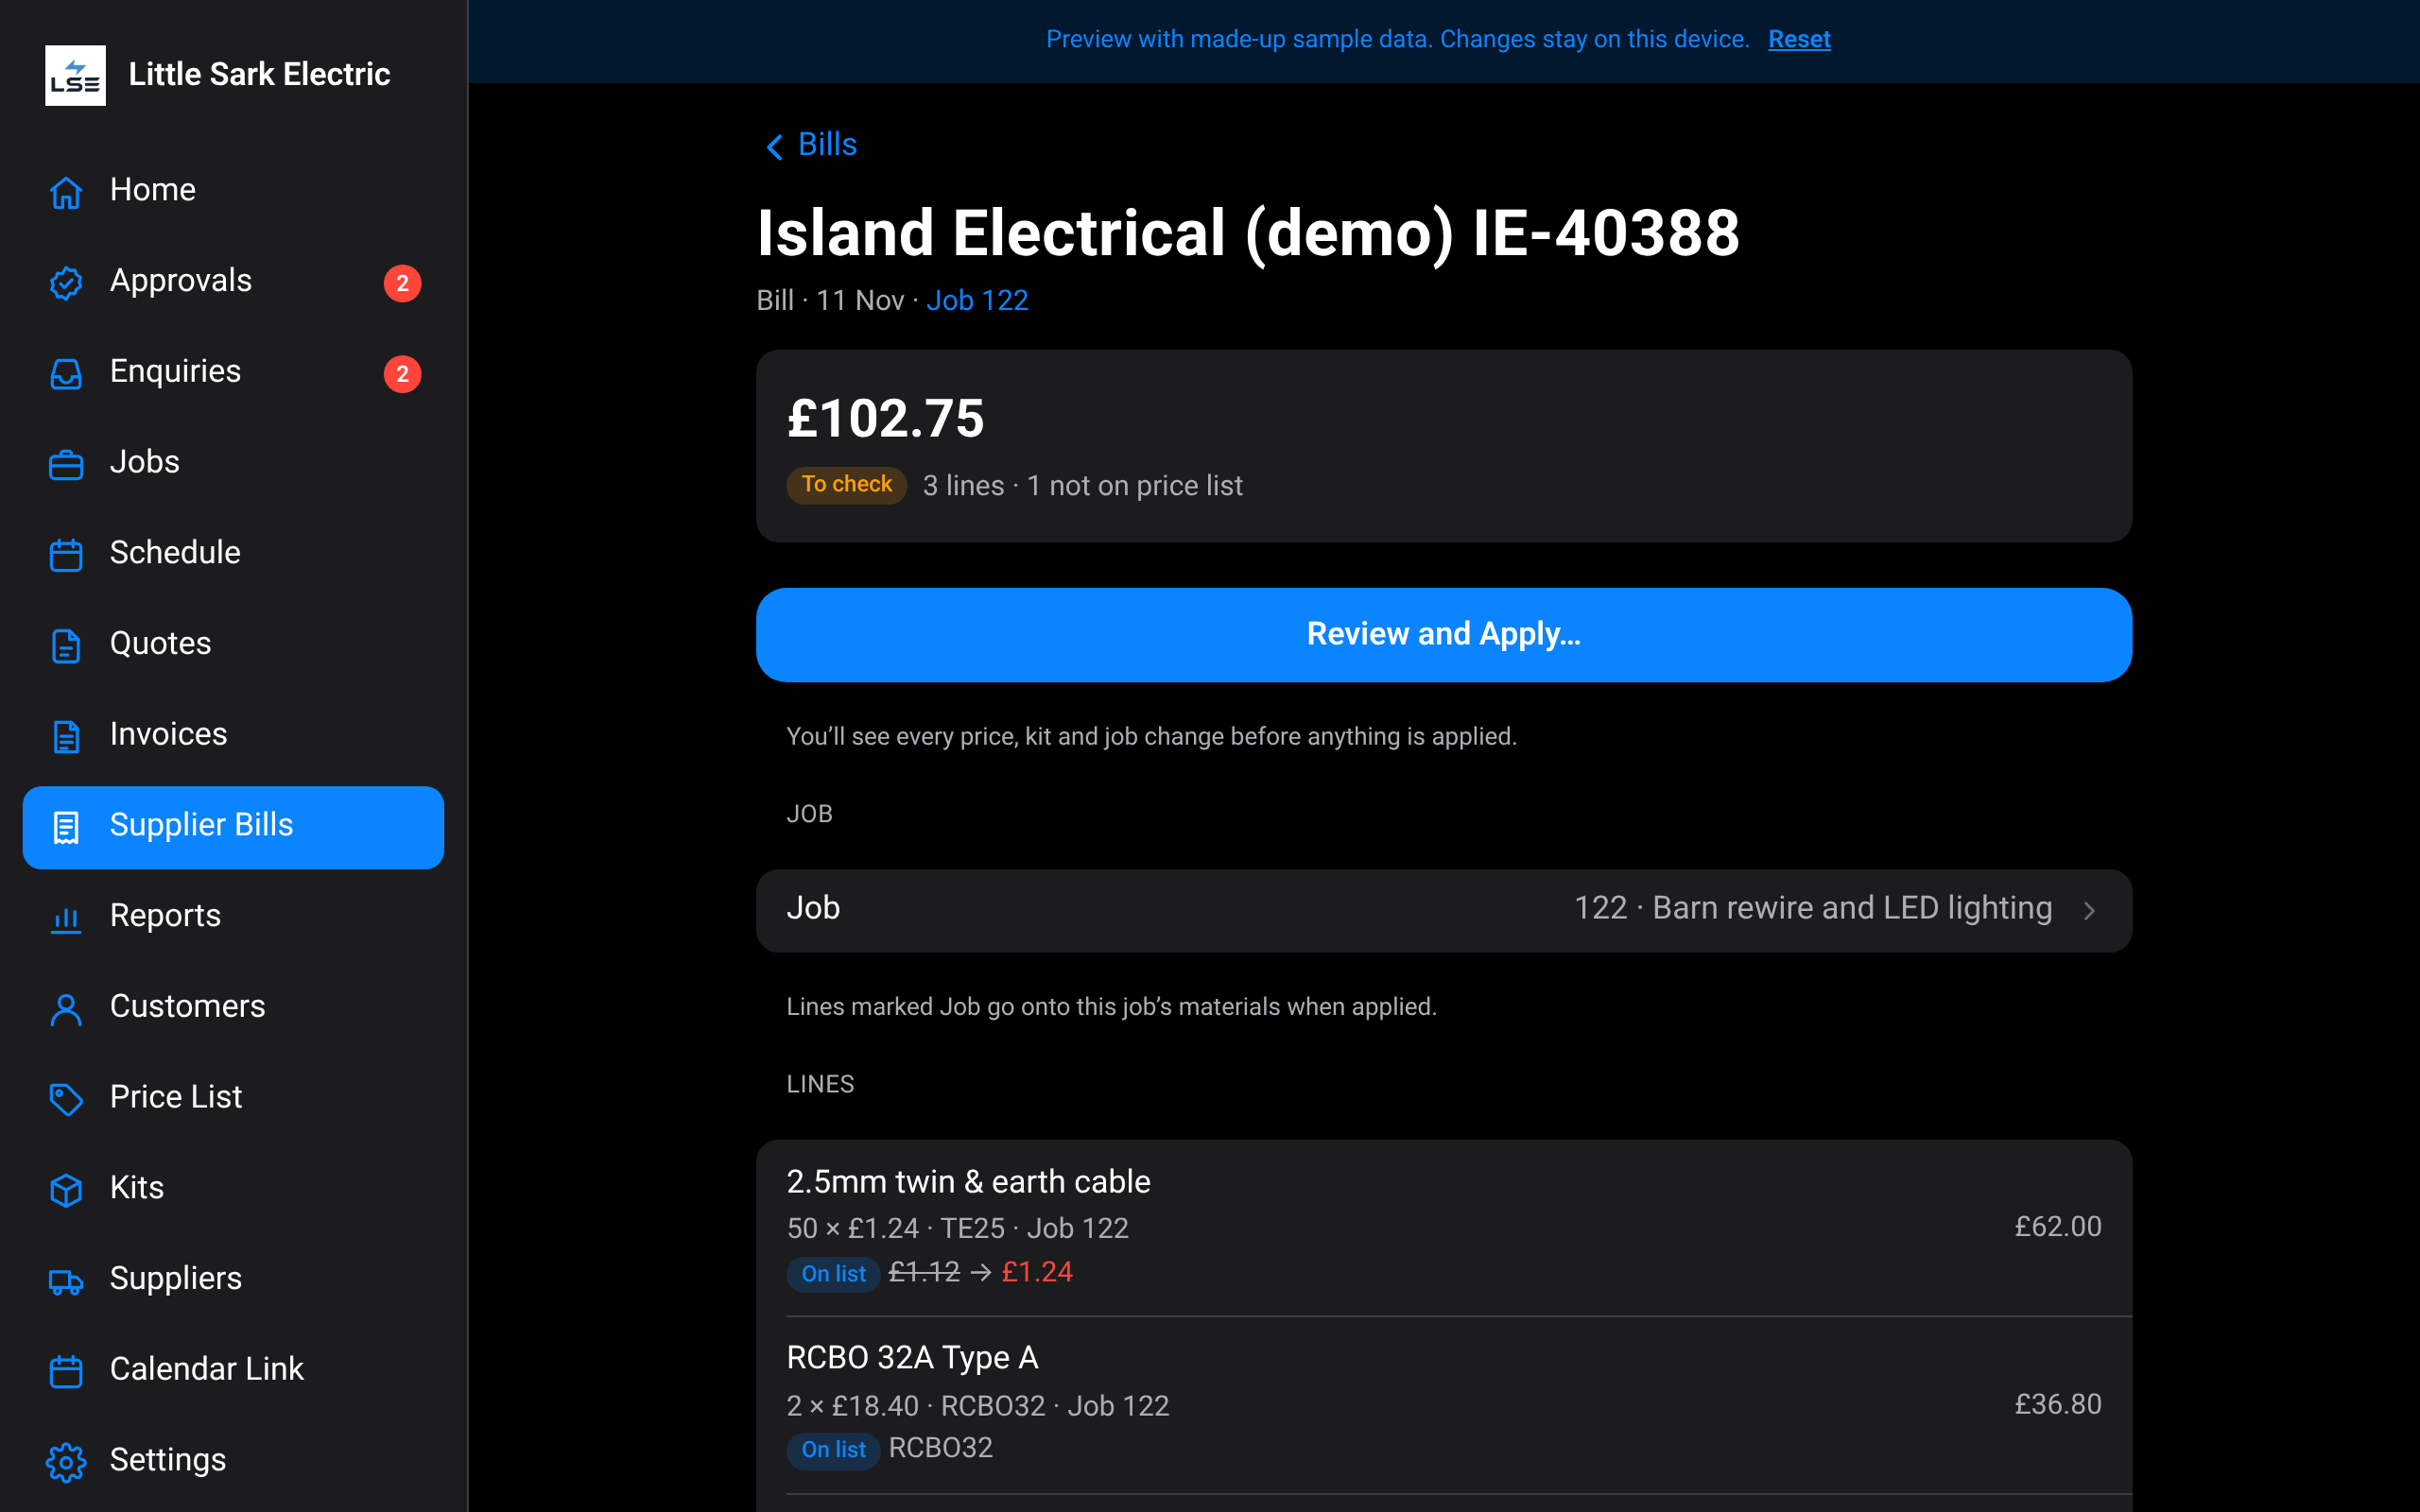 Preview with made-up sample data. Changes stay on this device. Reset
LSE
Little Sark Electric
Home
Approvals 2
Enquiries 2
Jobs
Schedule
Quotes
Invoices
Supplier Bills
Reports
Customers
Price List
Kits
Suppliers
Calendar Link
Settings
Bills
Island Electrical (demo) IE-40388
Bill · 11 Nov · Job 122
£102.75
To check 3 lines · 1 not on price list
Review and Apply…
You’ll see every price, kit and job change before anything is applied.
JOB
Job 122 · Barn rewire and LED lighting
Lines marked Job go onto this job’s materials when applied.
LINES
2.5mm twin & earth cable
50 × £1.24 · TE25 · Job 122 £62.00
On list £1.12 → £1.24
RCBO 32A Type A
2 × £18.40 · RCBO32 · Job 122 £36.80
On list RCBO32